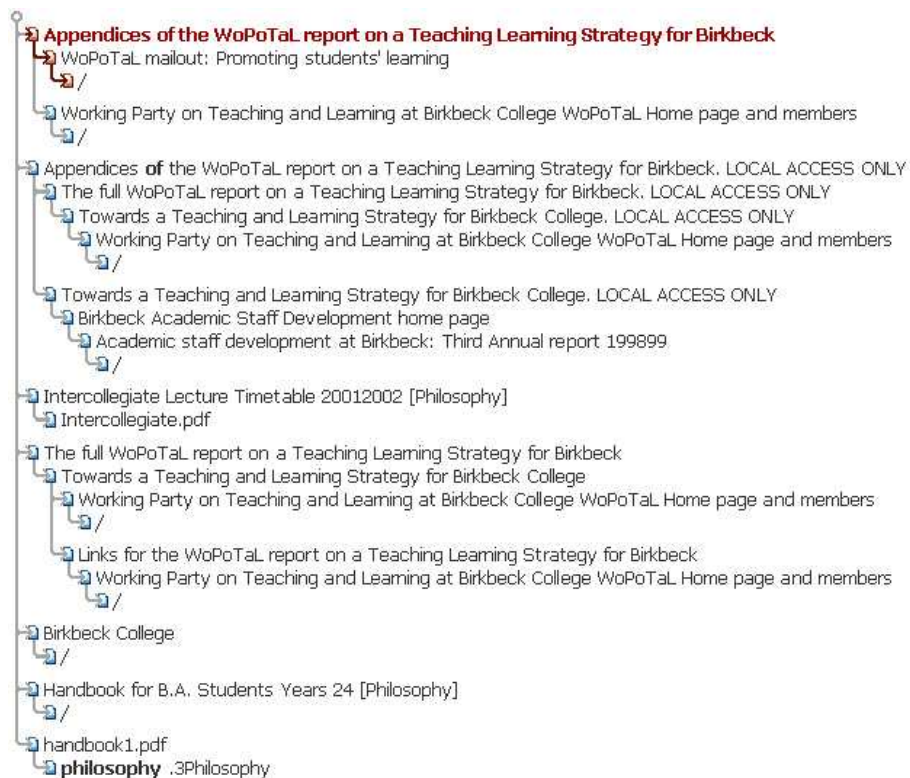 Appendices of the WoPoTaL report on a Teaching Learning Strategy for Birkbeck
WoPoTaL mailout: Promoting students' learning
/
Working Party on Teaching and Learning at Birkbeck College WoPoTaL Home page and members
/
Appendices of the WoPoTaL report on a Teaching Learning Strategy for Birkbeck. LOCAL ACCESS ONLY
The full WoPoTaL report on a Teaching Learning Strategy for Birkbeck. LOCAL ACCESS ONLY
Towards a Teaching and Learning Strategy for Birkbeck College. LOCAL ACCESS ONLY
Working Party on Teaching and Learning at Birkbeck College WoPoTaL Home page and members
/
Towards a Teaching and Learning Strategy for Birkbeck College. LOCAL ACCESS ONLY
Birkbeck Academic Staff Development home page
Academic staff development at Birkbeck: Third Annual report 199899
/
Intercollegiate Lecture Timetable 20012002 [Philosophy]
Intercollegiate.pdf
The full WoPoTaL report on a Teaching Learning Strategy for Birkbeck
Towards a Teaching and Learning Strategy for Birkbeck College
Working Party on Teaching and Learning at Birkbeck College WoPoTaL Home page and members
/
Links for the WoPoTaL report on a Teaching Learning Strategy for Birkbeck
Working Party on Teaching and Learning at Birkbeck College WoPoTaL Home page and members
/
Birkbeck College
/
Handbook for B.A. Students Years 24 [Philosophy]
/
handbook1.pdf
philosophy .3Philosophy